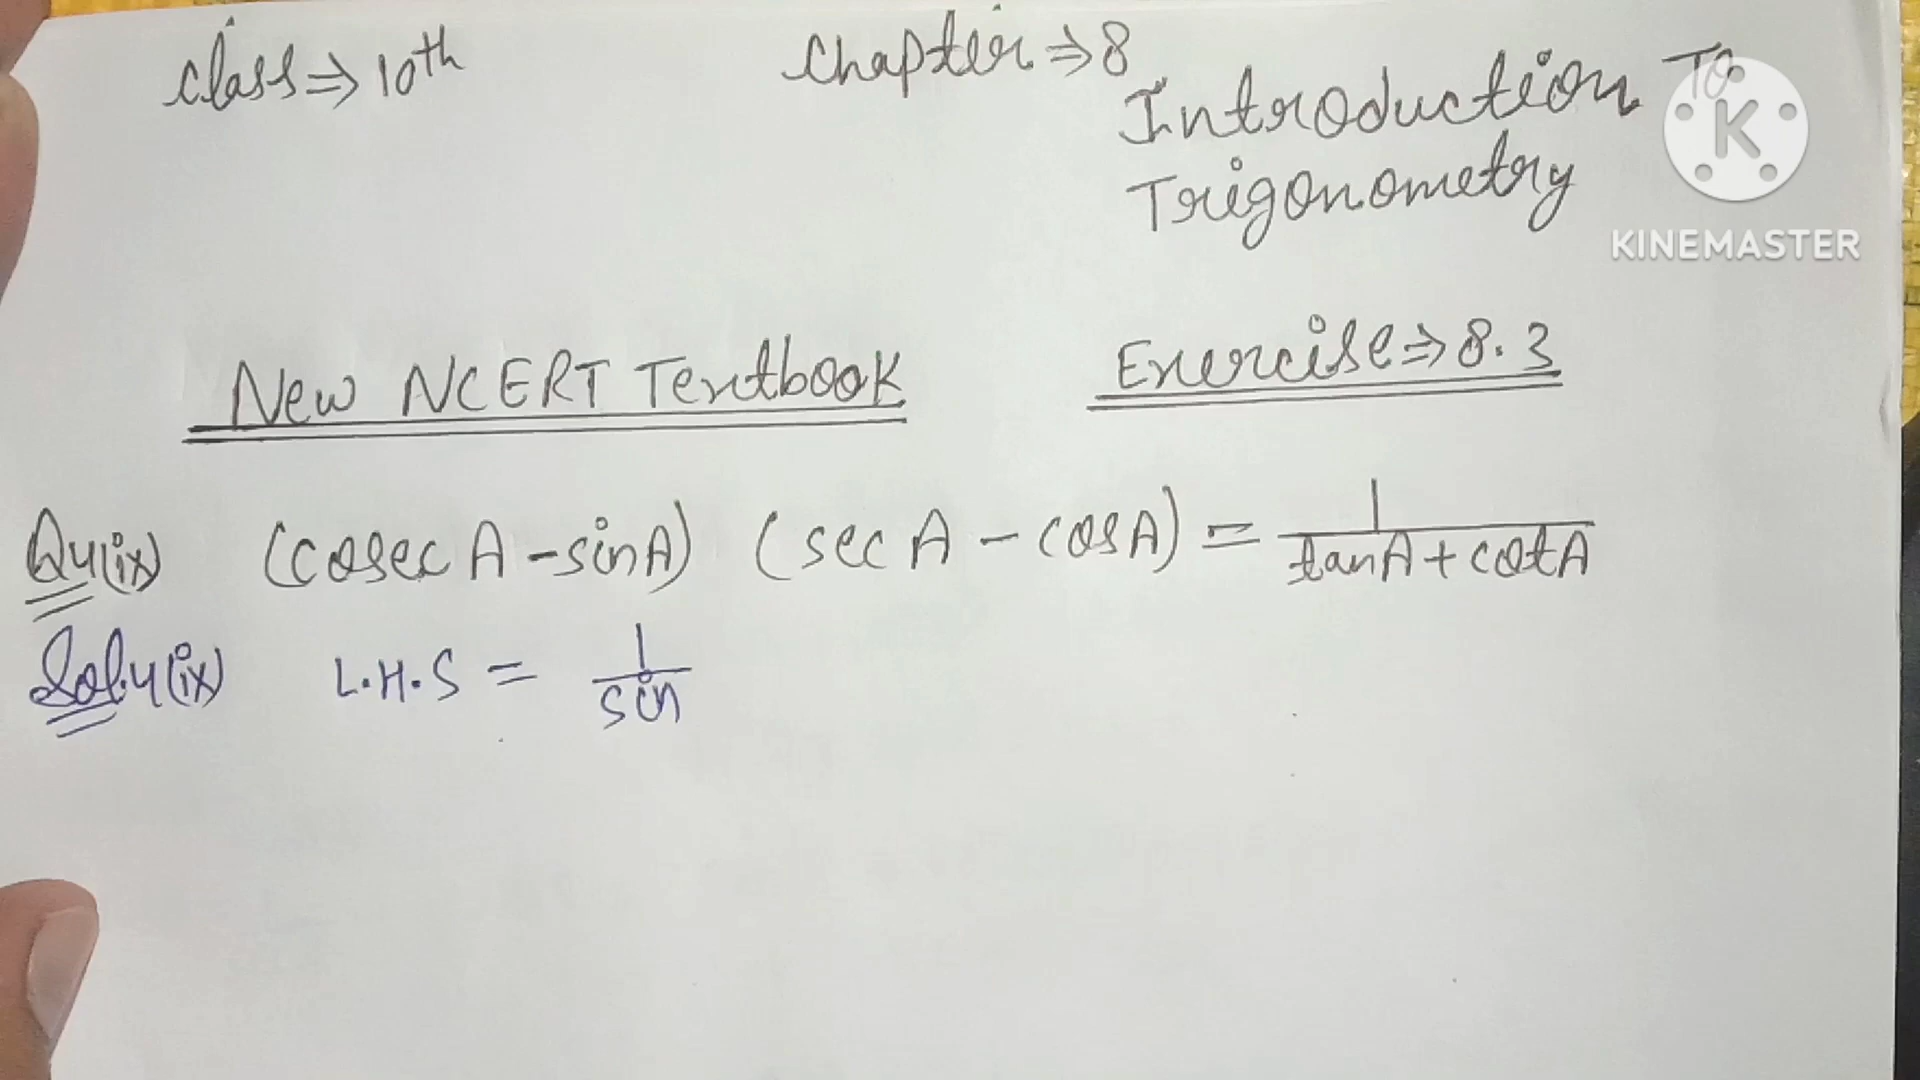 Class ⇒ 10th Chapter ⇒ 8
Introduction To
Trigonometry
K
KINEMASTER
New NCERT Textbook Exercise ⇒ 8.3
Qu(ix) (cosec A - sin A) (sec A - cos A) = 1/(tan A + cot A)
Sol.4(ix) L.H.S = 1/sin